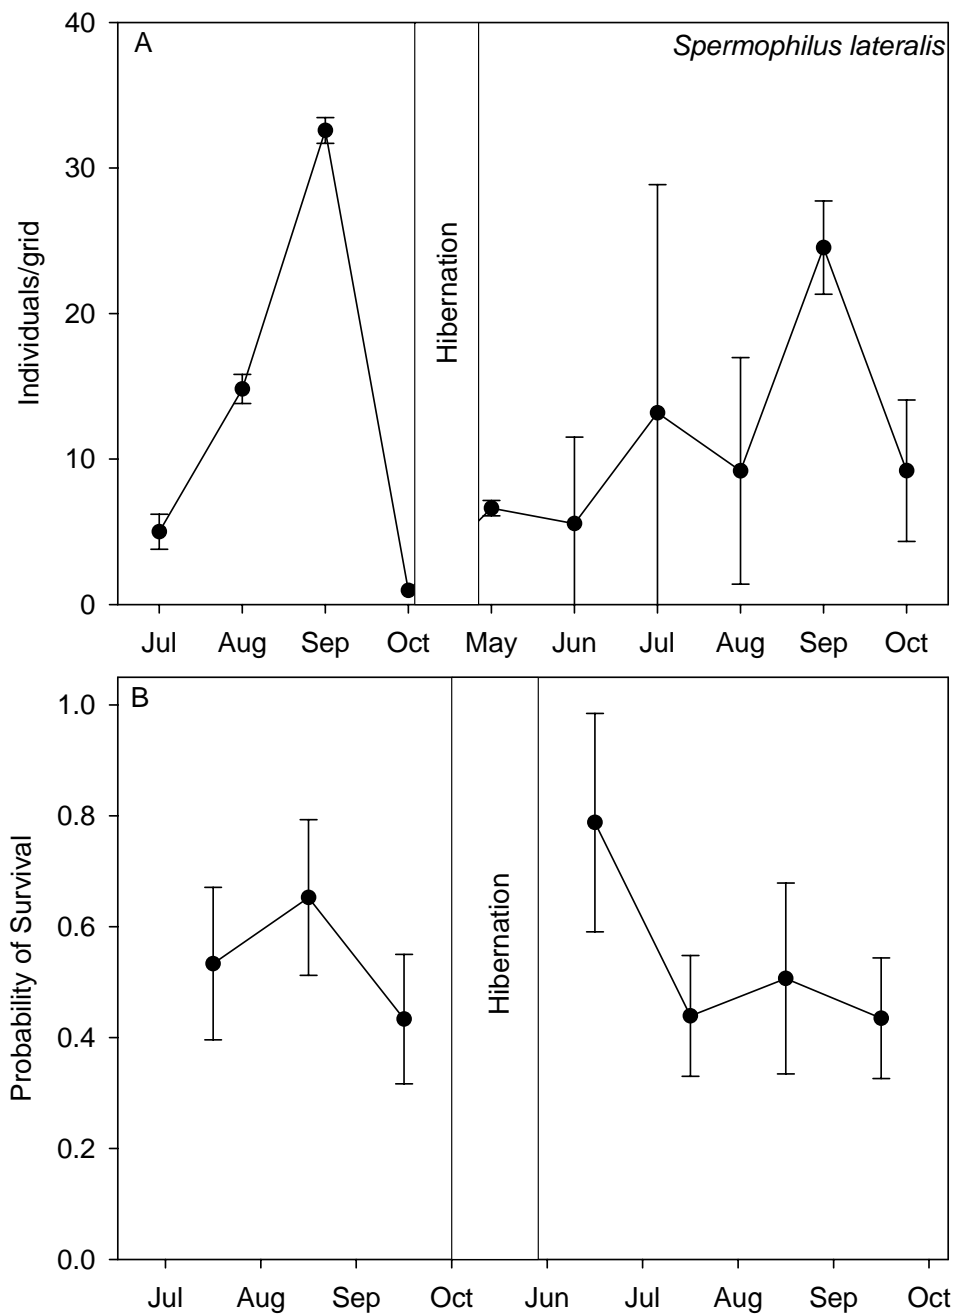 A
Spermophilus lateralis
40
30
20
10
0
Individuals/grid
Hibernation
Jul Aug Sep Oct May Jun Jul Aug Sep Oct
B
1.0
0.8
0.6
0.4
0.2
0.0
Probability of Survival
Hibernation
Jul Aug Sep Oct Jun Jul Aug Sep Oct